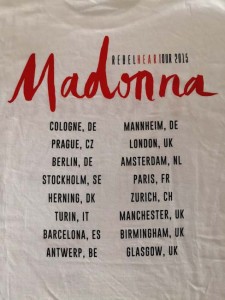 REBELHEARTOUR 2015
Madonna
COLOGNE, DE
PRAGUE, CZ
BERLIN, DE
STOCKHOLM, SE
HERNING, DK
TURIN, IT
BARCELONA, ES
ANTWERP, BE
MANNHEIM, DE
LONDON, UK
AMSTERDAM, NL
PARIS, FR
ZURICH, CH
MANCHESTER, UK
BIRMINGHAM, UK
GLASGOW, UK